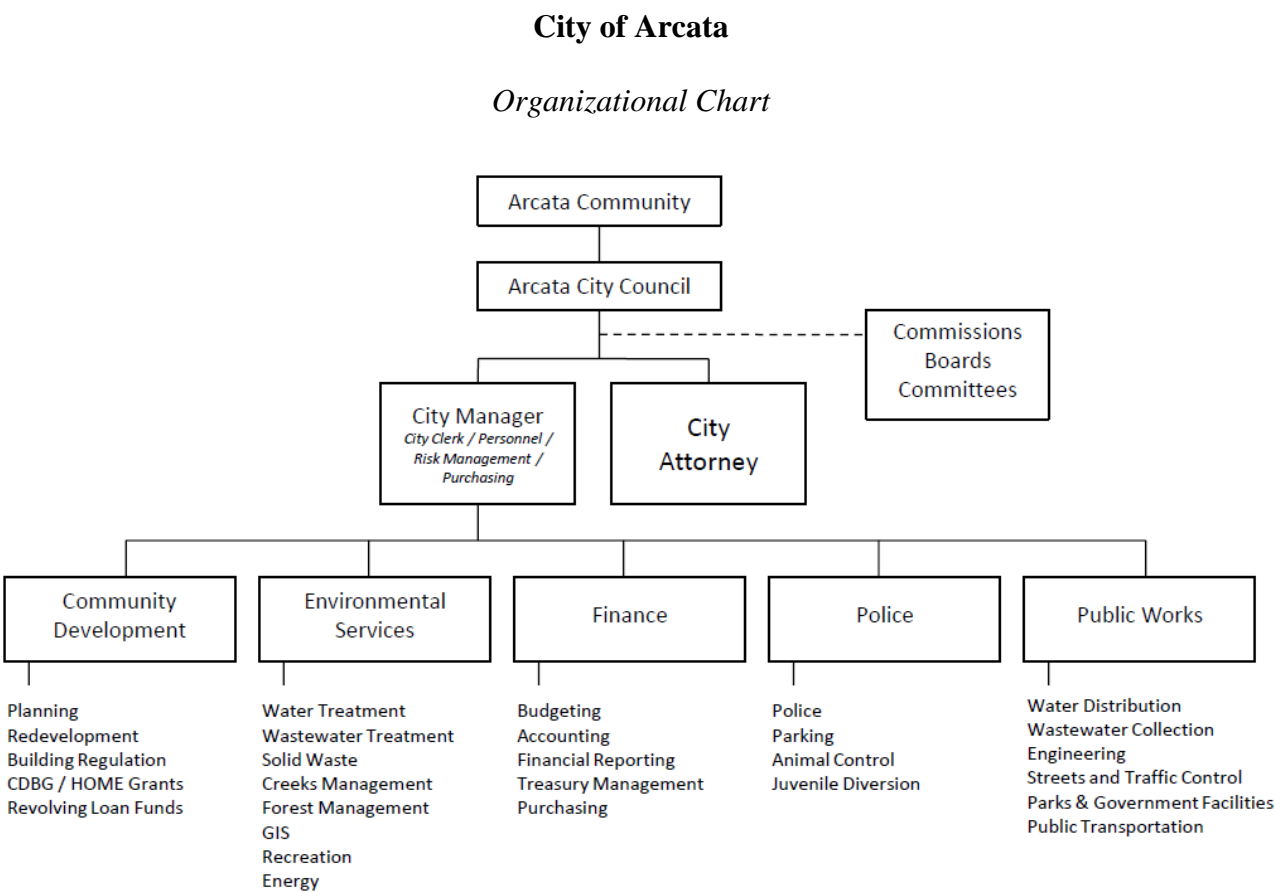 City of Arcata
Organizational Chart
Arcata Community
Arcata City Council
Commissions
Boards
Committees
City Manager
City Clerk / Personnel /
Risk Management /
Purchasing
City
Attorney
Community
Development
Environmental
Services
Finance
Police
Public Works
Planning
Redevelopment
Building Regulation
CDBG / HOME Grants
Revolving Loan Funds
Water Treatment
Wastewater Treatment
Solid Waste
Creeks Management
Forest Management
GIS
Recreation
Energy
Budgeting
Accounting
Financial Reporting
Treasury Management
Purchasing
Police
Parking
Animal Control
Juvenile Diversion
Water Distribution
Wastewater Collection
Engineering
Streets and Traffic Control
Parks & Government Facilities
Public Transportation